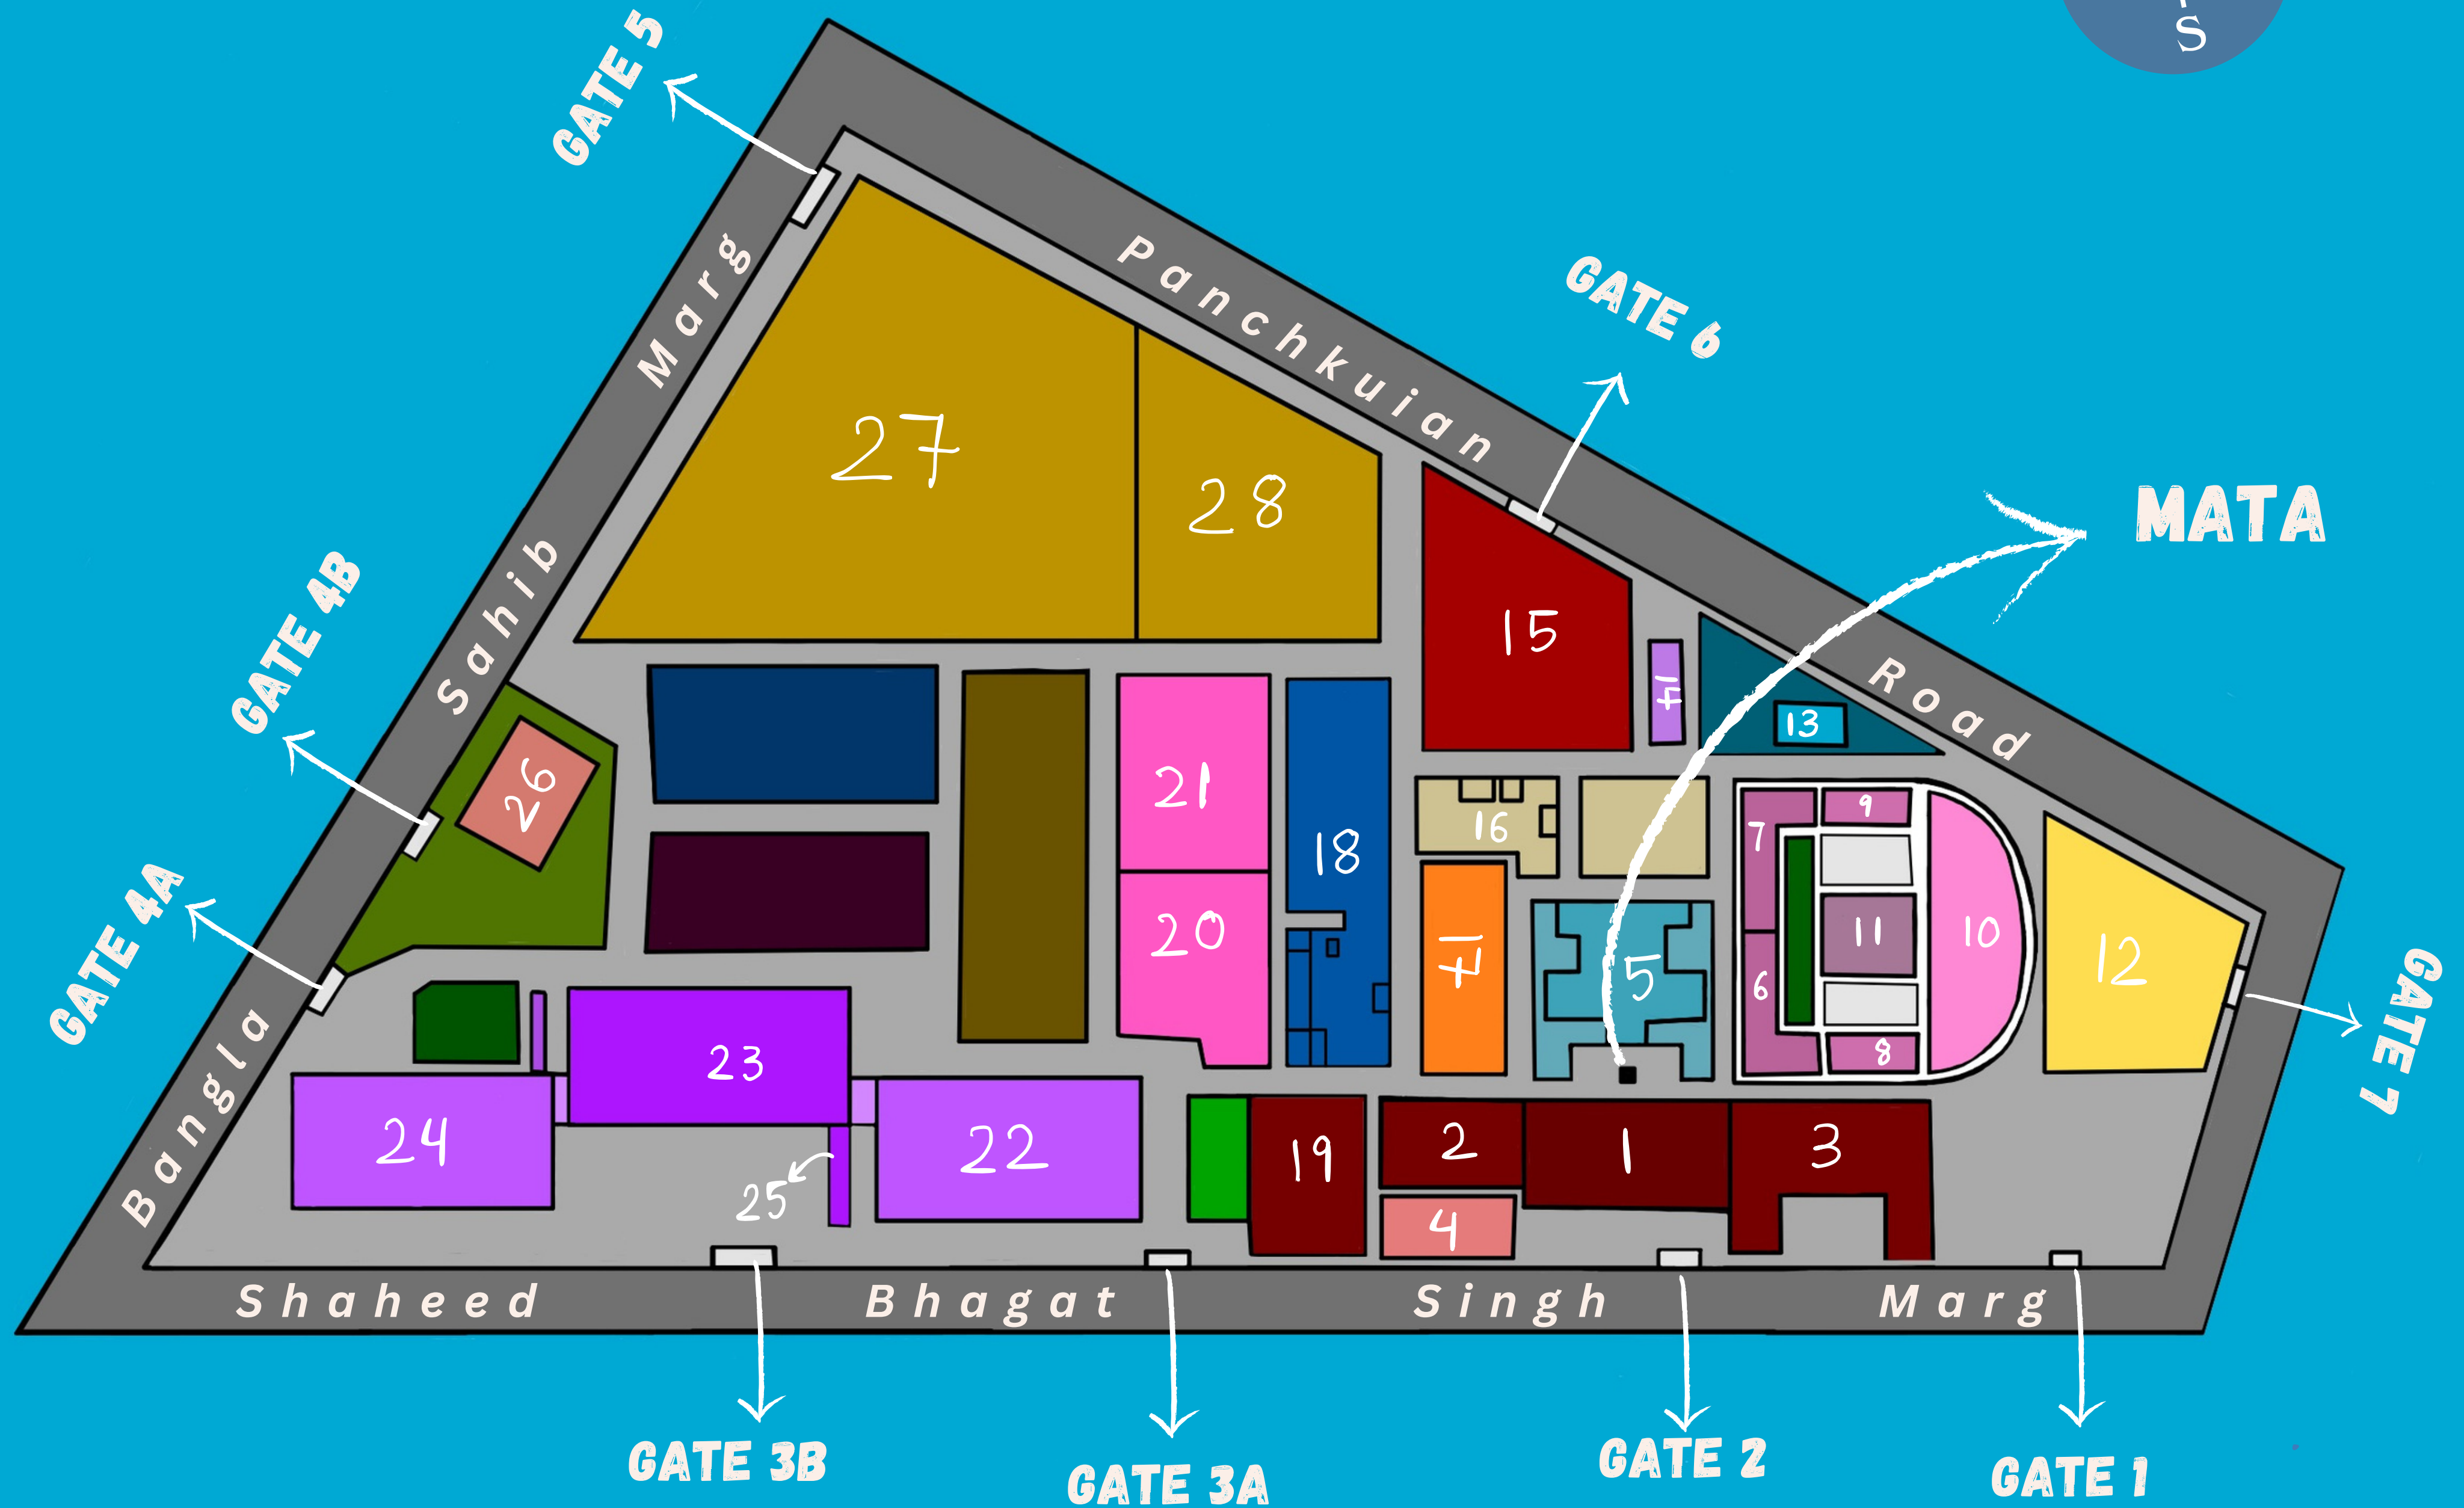 S
GATE 5
Panchkuian
Road
GATE 6
MATA
Bangla
Sahib
Marg
27
28
15
14
13
GATE 4B
26
21
18
16
7
9
GATE 4A
20
17
5
6
11
10
12
8
GATE 7
23
24
22
25
19
2
1
3
4
Shaheed Bhagat Singh Marg
GATE 3B
GATE 3A
GATE 2
GATE 1